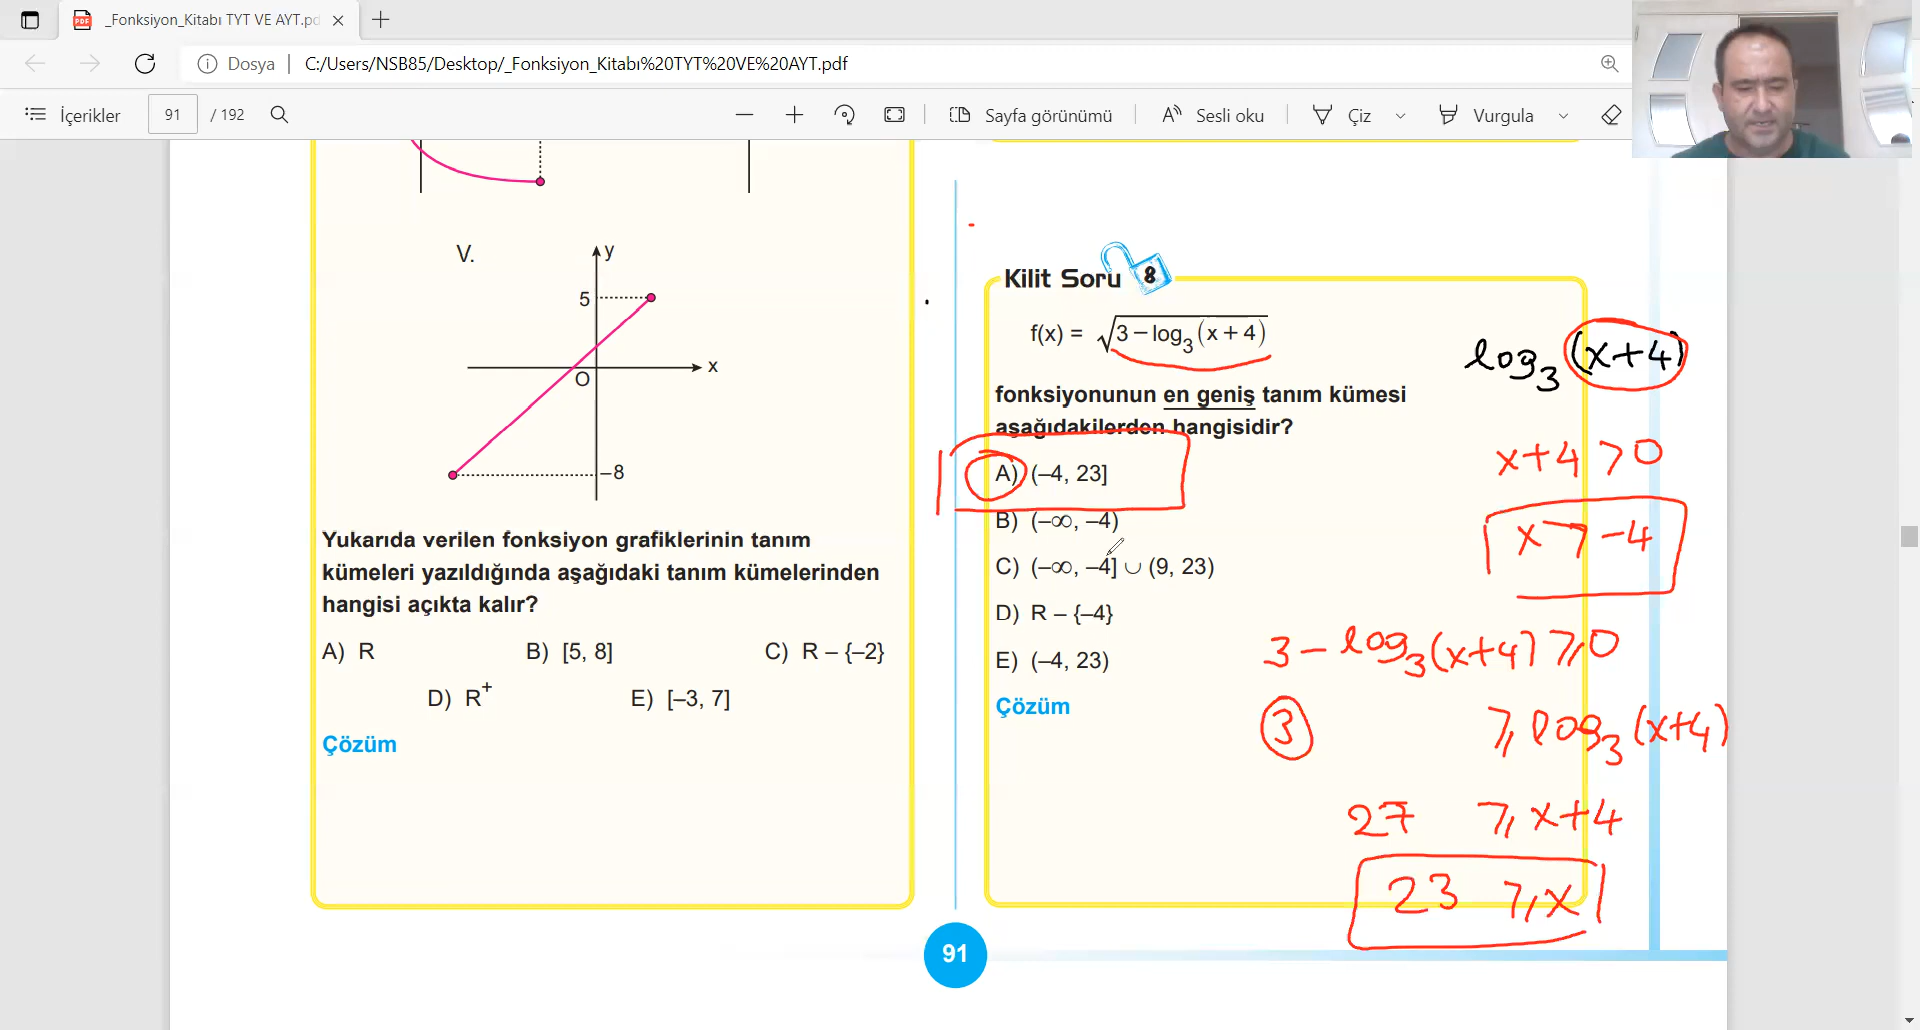 _Fonksiyon_Kitabı TYT VE AYT.pd
Dosya
C:/Users/NSB85/Desktop/_Fonksiyon_Kitabı%20TYT%20VE%20AYT.pdf
İçerikler
91
/ 192
Sayfa görünümü
Sesli oku
Çiz
Vurgula
V.
y
5
x
O
–8
Yukarıda verilen fonksiyon grafiklerinin tanım
kümeleri yazıldığında aşağıdaki tanım kümelerinden
hangisi açıkta kalır?
A) R
B) [5, 8]
C) R – {–2}
D) R⁺
E) [–3, 7]
Çözüm
Kilit Soru 8
f(x) = √(3 – log₃(x + 4))
fonksiyonunun en geniş tanım kümesi
aşağıdakilerden hangisidir?
A) (–4, 23]
B) (–∞, –4)
C) (–∞, –4] ∪ (9, 23)
D) R – {–4}
E) (–4, 23)
Çözüm
log₃(x+4)
x+4 > 0
x > -4
3 - log₃(x+4) ≥ 0
3 ≥ log₃(x+4)
27 ≥ x+4
23 ≥ x
91